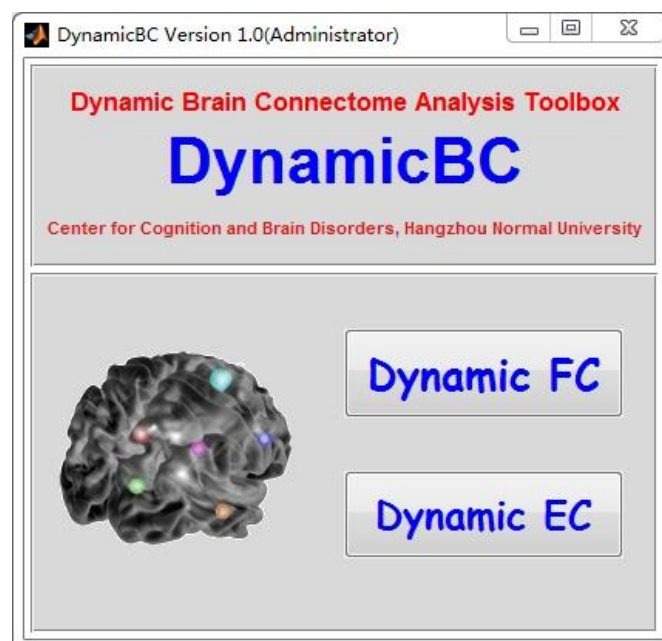 DynamicBC Version 1.0(Administrator)
Dynamic Brain Connectome Analysis Toolbox
DynamicBC
Center for Cognition and Brain Disorders, Hangzhou Normal University
Dynamic FC
Dynamic EC